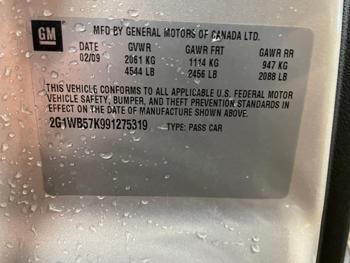 GM
MFD BY GENERAL MOTORS OF CANADA LTD.
DATE GVWR GAWR FRT GAWR RR
02/09 2061 KG 1114 KG 947 KG
4544 LB 2456 LB 2088 LB
THIS VEHICLE CONFORMS TO ALL APPLICABLE U.S. FEDERAL MOTOR
VEHICLE SAFETY, BUMPER, AND THEFT PREVENTION STANDARDS IN
EFFECT ON THE DATE OF MANUFACTURE SHOWN ABOVE.
2G1WB57K991275319 TYPE: PASS CAR